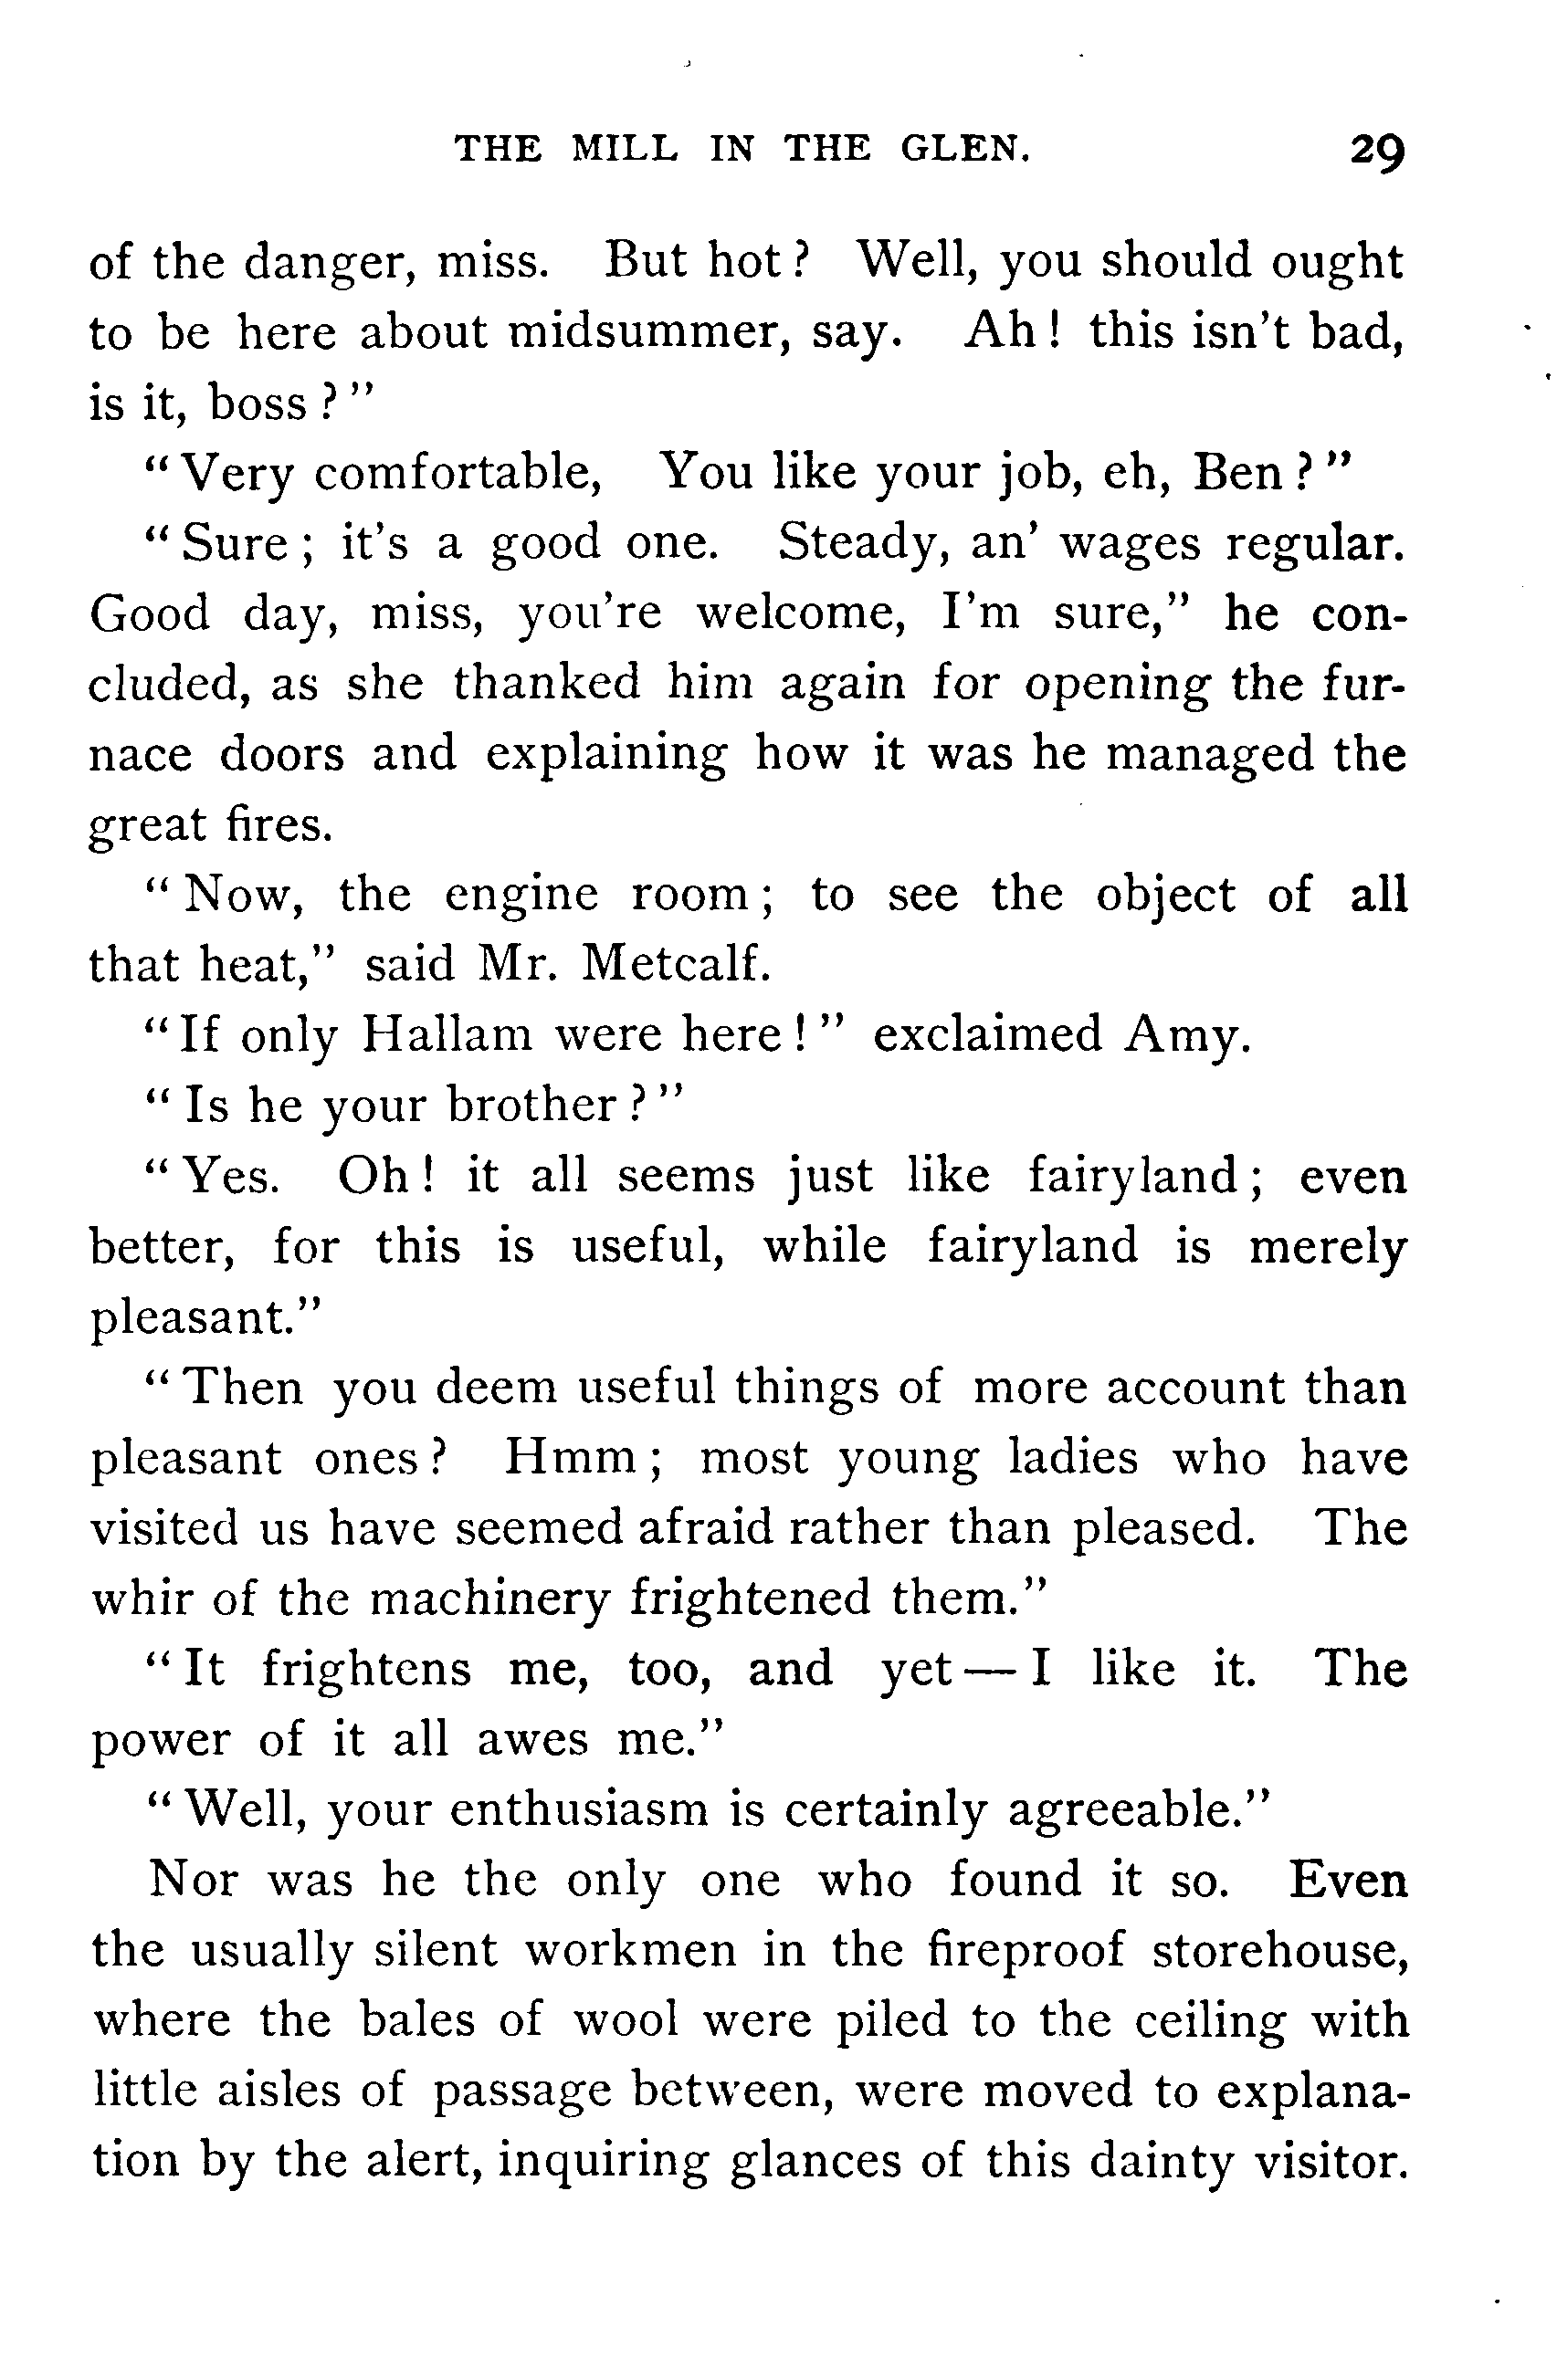 THE MILL IN THE GLEN. 29
of the danger, miss. But hot? Well, you should ought
to be here about midsummer, say. Ah! this isn't bad,
is it, boss?"
"Very comfortable, You like your job, eh, Ben?"
"Sure; it's a good one. Steady, an' wages regular.
Good day, miss, you're welcome, I'm sure," he con-
cluded, as she thanked him again for opening the fur-
nace doors and explaining how it was he managed the
great fires.
"Now, the engine room; to see the object of all
that heat," said Mr. Metcalf.
"If only Hallam were here!" exclaimed Amy.
"Is he your brother?"
"Yes. Oh! it all seems just like fairyland; even
better, for this is useful, while fairyland is merely
pleasant."
"Then you deem useful things of more account than
pleasant ones? Hmm; most young ladies who have
visited us have seemed afraid rather than pleased. The
whir of the machinery frightened them."
"It frightens me, too, and yet—I like it. The
power of it all awes me."
"Well, your enthusiasm is certainly agreeable."
Nor was he the only one who found it so. Even
the usually silent workmen in the fireproof storehouse,
where the bales of wool were piled to the ceiling with
little aisles of passage between, were moved to explana-
tion by the alert, inquiring glances of this dainty visitor.